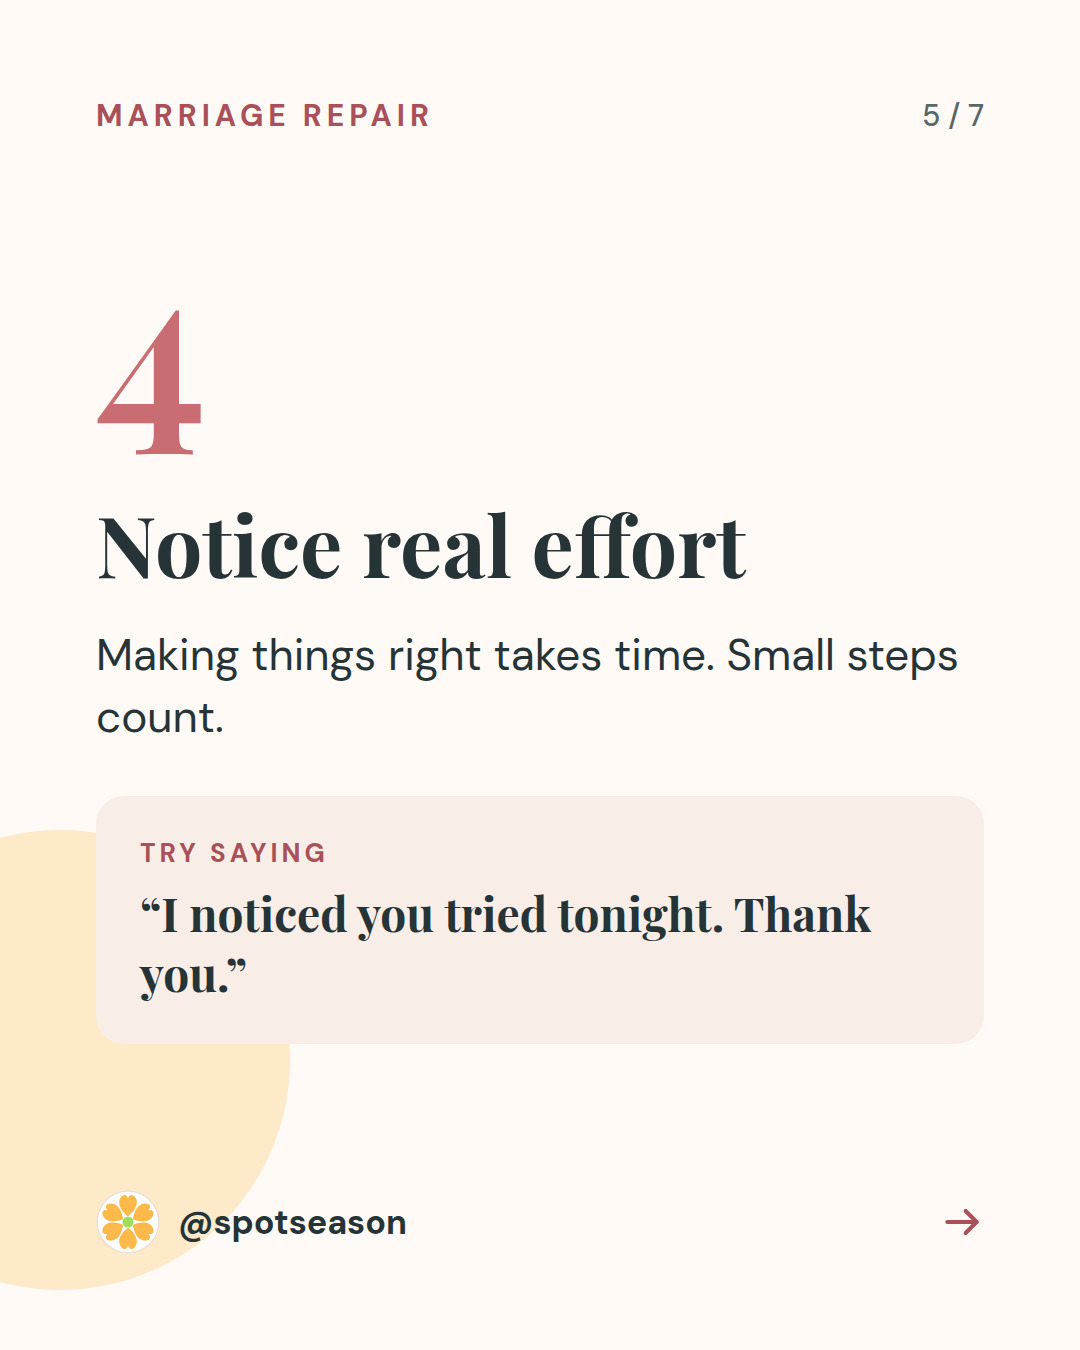 MARRIAGE REPAIR
5 / 7
4
Notice real effort
Making things right takes time. Small steps
count.
TRY SAYING
“I noticed you tried tonight. Thank
you.”
@spotseason